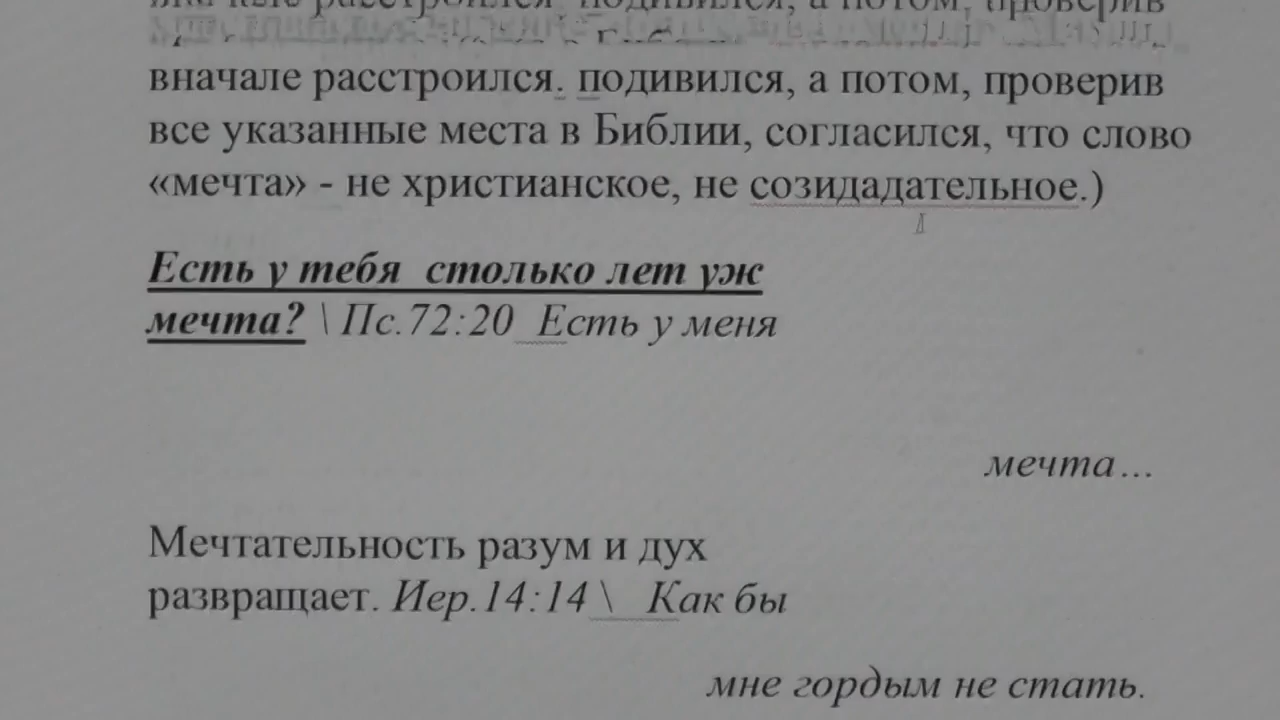 вначале расстроился. подивился, а потом, проверив
все указанные места в Библии, согласился, что слово
«мечта» - не христианское, не созидадательное.)
Есть у тебя столько лет уж
мечта? \ Пс.72:20 Есть у меня
мечта...
Мечтательность разум и дух
развращает. Иер.14:14 \ Как бы
мне гордым не стать.